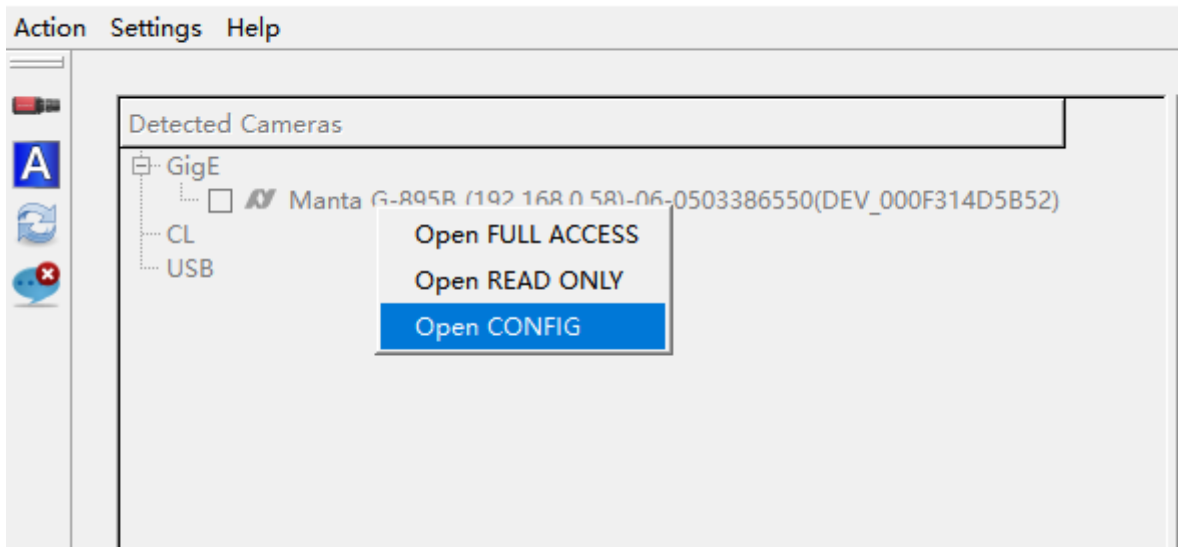 Action Settings Help
A
Detected Cameras
GigE
Manta G-895B (192.168.0.58)-06-0503386550(DEV_000F314D5B52)
CL
USB
Open FULL ACCESS
Open READ ONLY
Open CONFIG